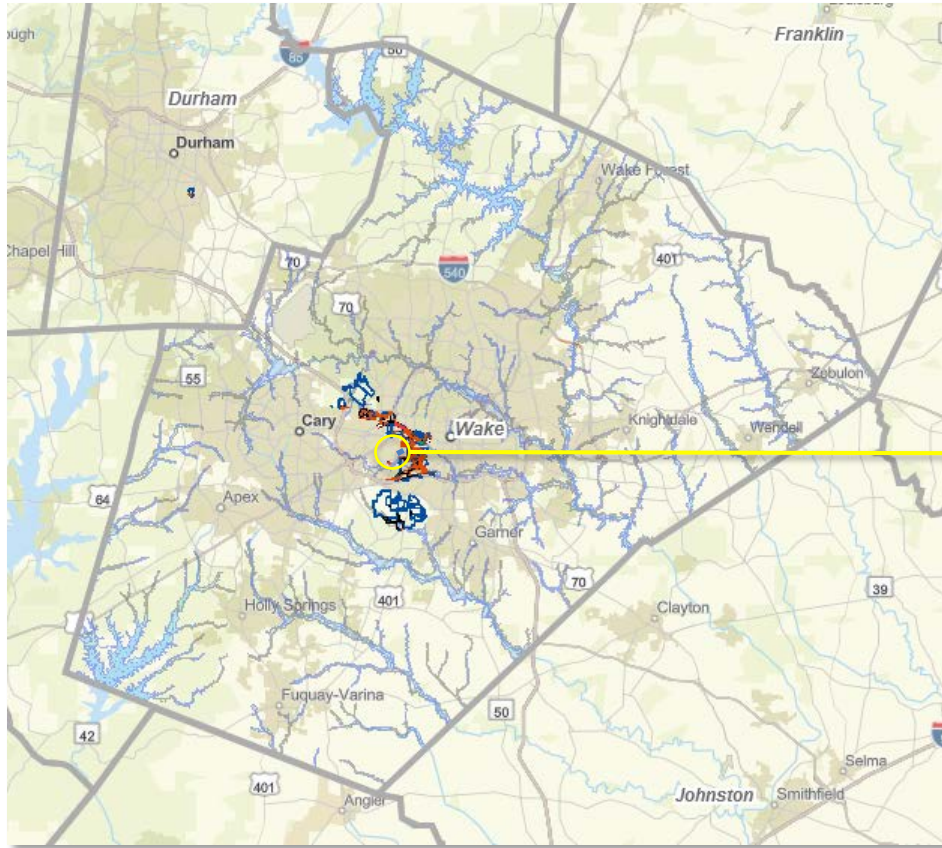 Franklin
ough
50
85
Durham
Durham
Wake Forest
Chapel Hill
70
401
540
70
55
Zebulon
Knightdale
Cary
Wake
Wendell
64
Apex
Garner
70
39
401
Holly Springs
Clayton
Fuquay-Varina
50
42
Selma
401
Johnston
Smithfield
Angier